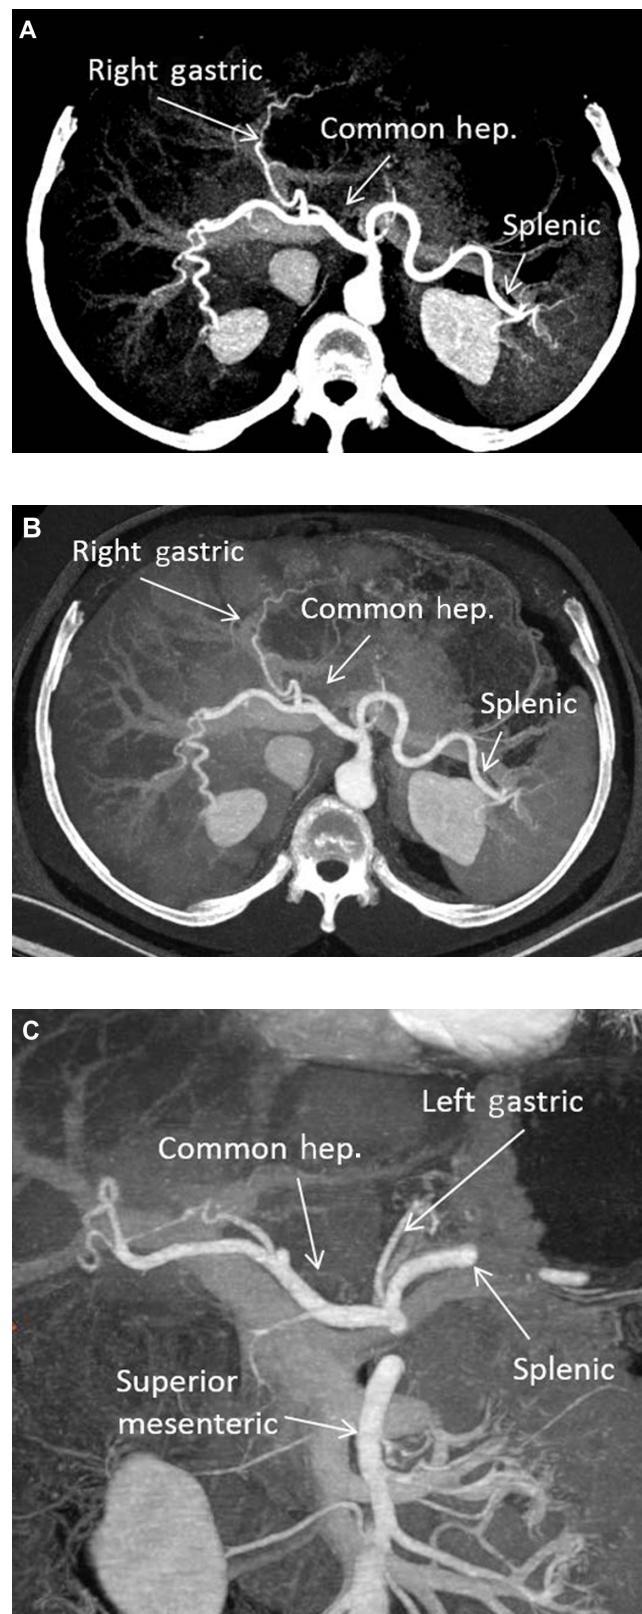 A
Right gastric
Common hep.
Splenic
B
Right gastric
Common hep.
Splenic
C
Left gastric
Common hep.
Splenic
Superior
mesenteric